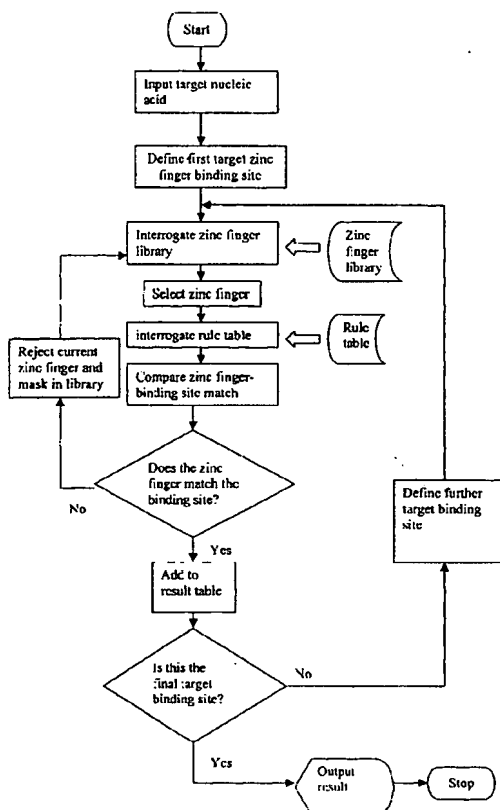 Start
Input target nucleic
acid
Define first target zinc
finger binding site
Interrogate zinc finger
library
Zinc
finger
library
Select zinc finger
interrogate rule table
Rule
table
Reject current
zinc finger and
mask in library
Compare zinc finger-
binding site match
Does the zinc
finger match the
binding site?
No
Define further
target binding
site
Yes
Add to
result table
Is this the
final target
binding site?
No
Yes
Output
result
Stop